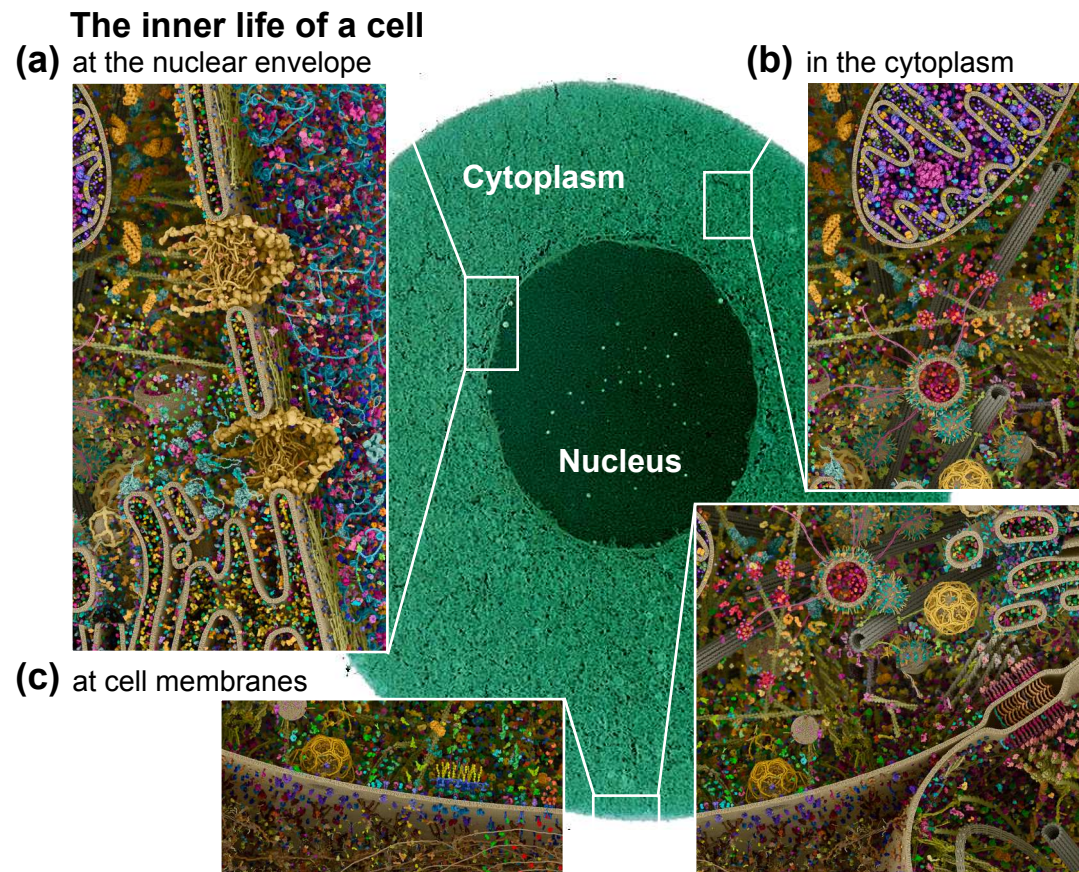 The inner life of a cell
(a) at the nuclear envelope
(b) in the cytoplasm
Cytoplasm
Nucleus
(c) at cell membranes